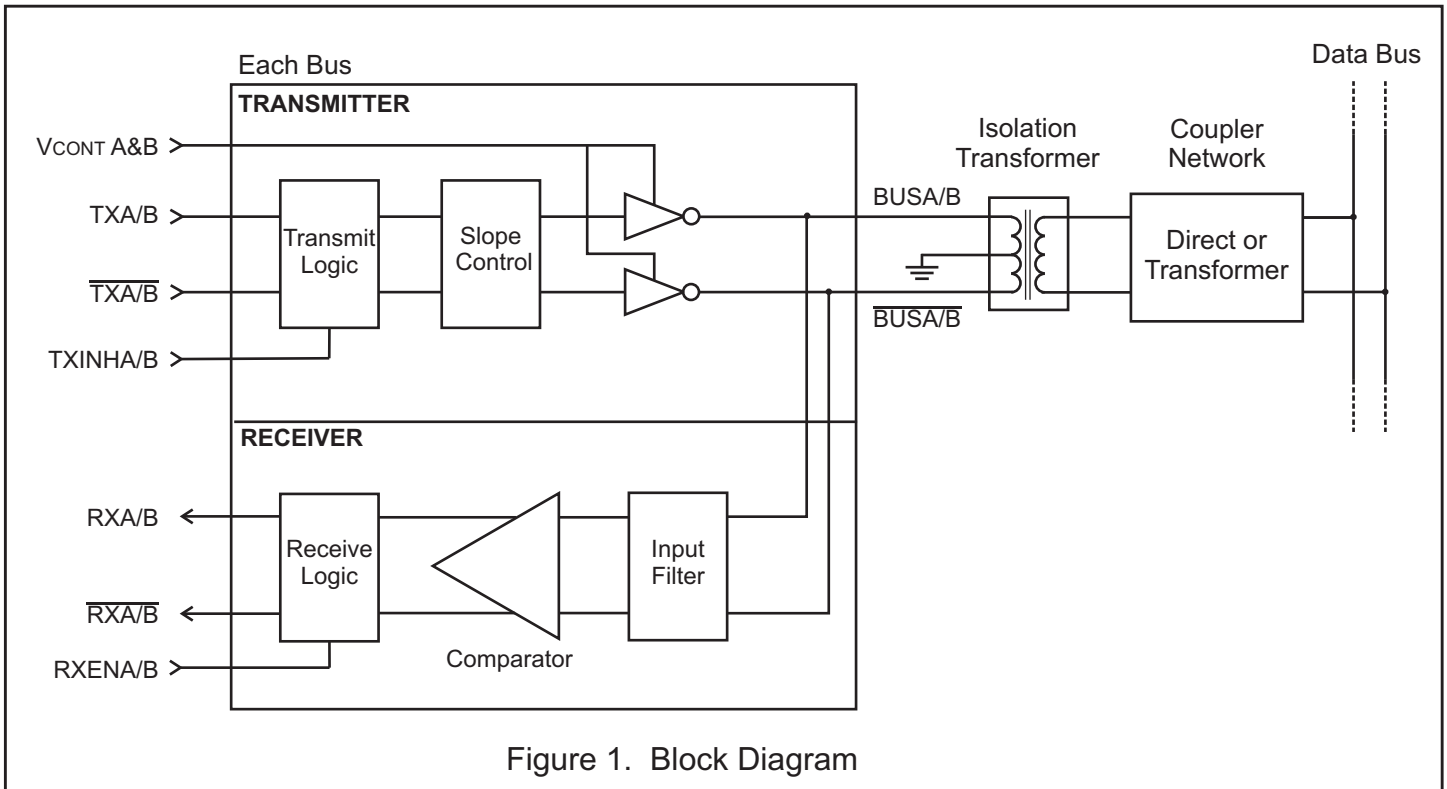 Each Bus
TRANSMITTER
VCONT A&B
TXA/B
TXA/B
TXINHA/B
Transmit
Logic
Slope
Control
BUSA/B
BUSA/B
Isolation
Transformer
Coupler
Network
Direct or
Transformer
Data Bus
RECEIVER
RXA/B
RXA/B
RXENA/B
Receive
Logic
Comparator
Input
Filter
Figure 1. Block Diagram